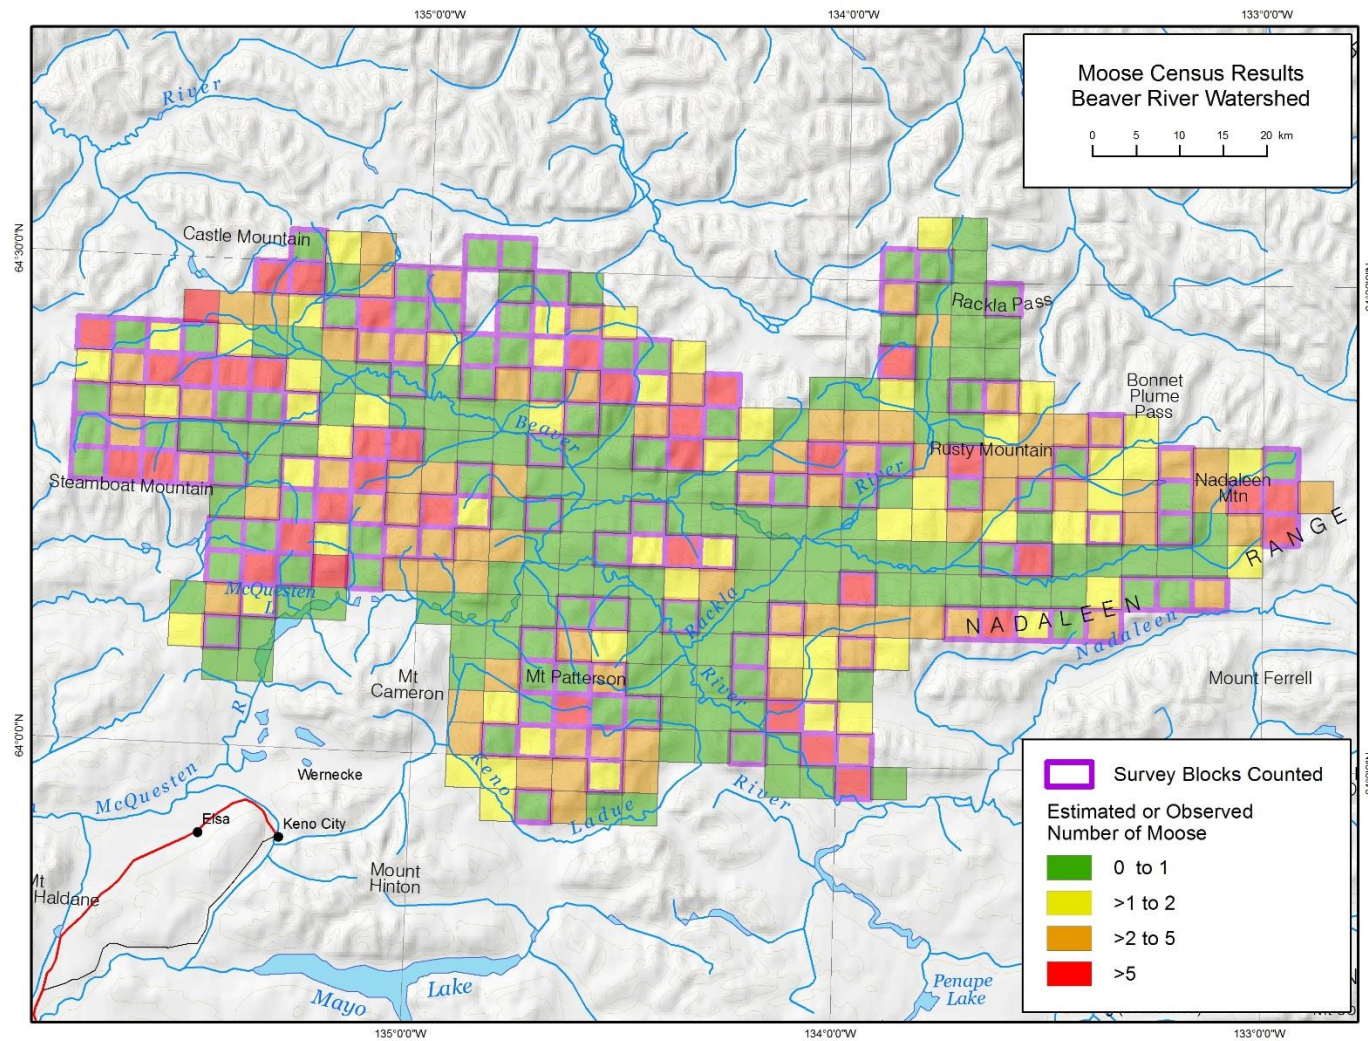 135°0'0"W
134°0'0"W
133°0'0"W
Moose Census Results
Beaver River Watershed
0 5 10 15 20 km
River
64°30'0"N
Castle Mountain
Rackla Pass
Bonnet
Plume
Pass
Beaver
Rusty Mountain
River
Steamboat Mountain
Nadaleen
Mtn
RANGE
McQuesten
L
Rackla
NADALEEN
Nadaleen
Mt
Cameron
Mt Patterson
River
Mount Ferrell
R
64°0'0"N
Wernecke
Keno
River
McQuesten
Elsa
Keno City
Ladue
Mount
Hinton
Mt
Haldane
Mayo
Lake
Penape
Lake
Survey Blocks Counted
Estimated or Observed
Number of Moose
0 to 1
>1 to 2
>2 to 5
>5
135°0'0"W
134°0'0"W
133°0'0"W